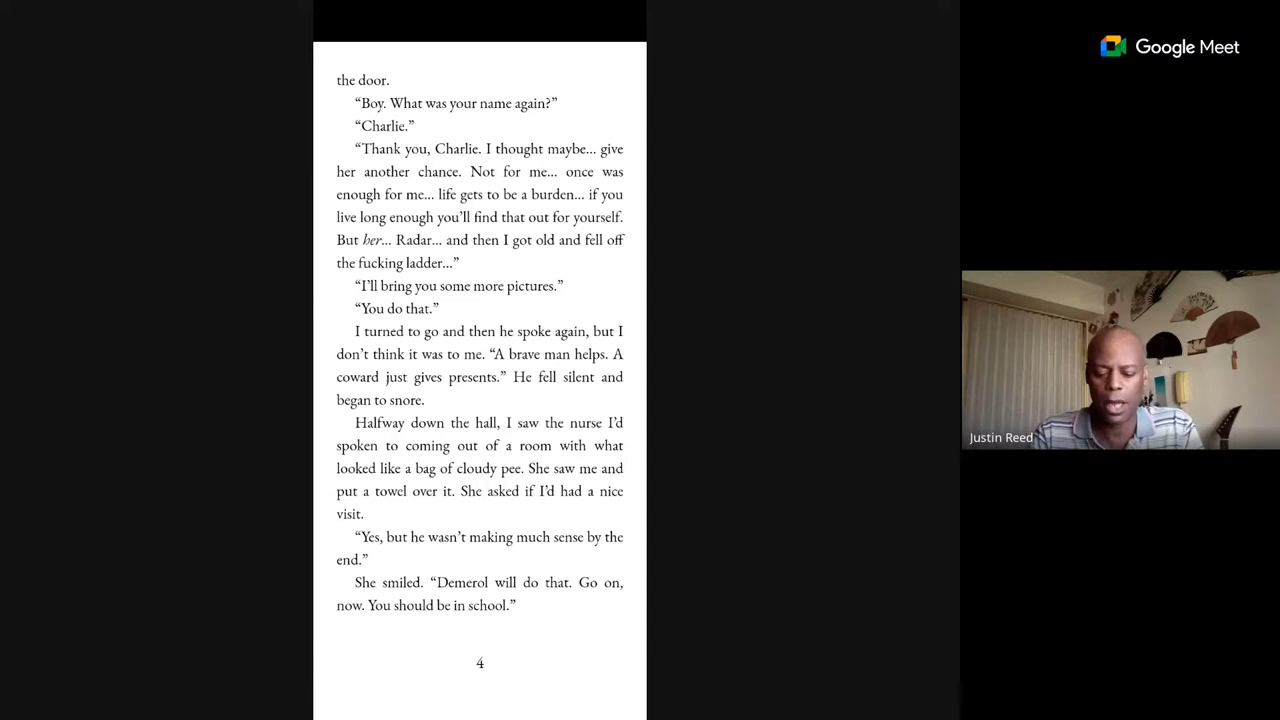 the door.
“Boy. What was your name again?”
“Charlie.”
“Thank you, Charlie. I thought maybe... give
her another chance. Not for me... once was
enough for me... life gets to be a burden... if you
live long enough you’ll find that out for yourself.
But her... Radar... and then I got old and fell off
the fucking ladder...”
“I’ll bring you some more pictures.”
“You do that.”
I turned to go and then he spoke again, but I
don’t think it was to me. “A brave man helps. A
coward just gives presents.” He fell silent and
began to snore.
Halfway down the hall, I saw the nurse I’d
spoken to coming out of a room with what
looked like a bag of cloudy pee. She saw me and
put a towel over it. She asked if I’d had a nice
visit.
“Yes, but he wasn’t making much sense by the
end.”
She smiled. “Demerol will do that. Go on,
now. You should be in school.”
4
Google Meet
Justin Reed